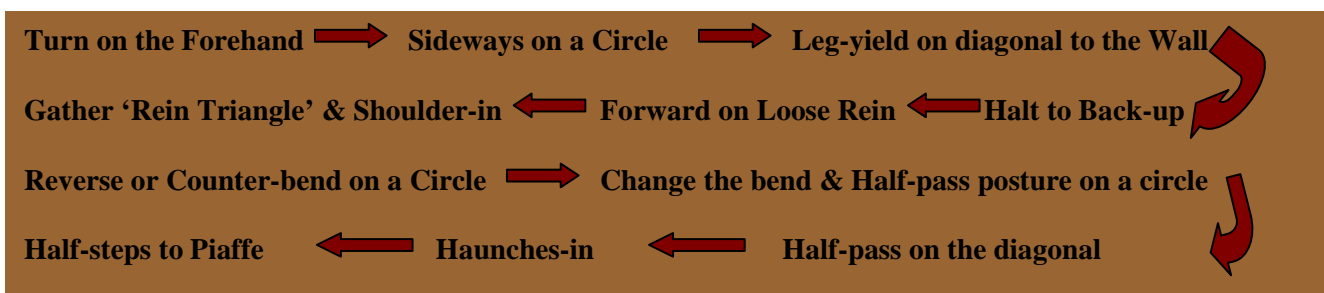 Turn on the Forehand Sideways on a Circle Leg-yield on diagonal to the Wall
Gather ‘Rein Triangle’ & Shoulder-in Forward on Loose Rein Halt to Back-up
Reverse or Counter-bend on a Circle Change the bend & Half-pass posture on a circle
Half-steps to Piaffe Haunches-in Half-pass on the diagonal